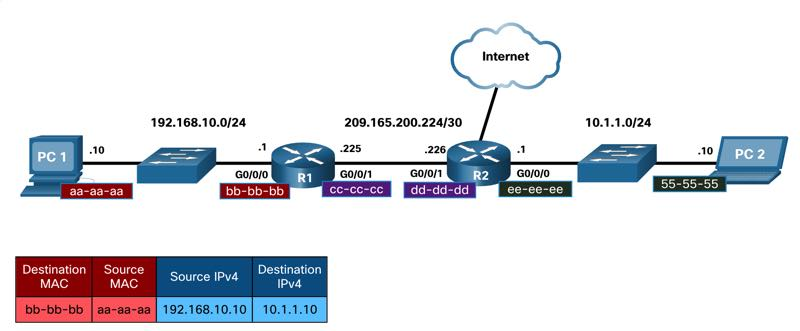 Internet
192.168.10.0/24
209.165.200.224/30
10.1.1.0/24
PC 1
.10
.1
.225
.226
.1
.10
PC 2
G0/0/0
R1
G0/0/1
G0/0/1
R2
G0/0/0
aa-aa-aa
bb-bb-bb
cc-cc-cc
dd-dd-dd
ee-ee-ee
55-55-55
Destination MAC
Source MAC
Source IPv4
Destination IPv4
bb-bb-bb
aa-aa-aa
192.168.10.10
10.1.1.10